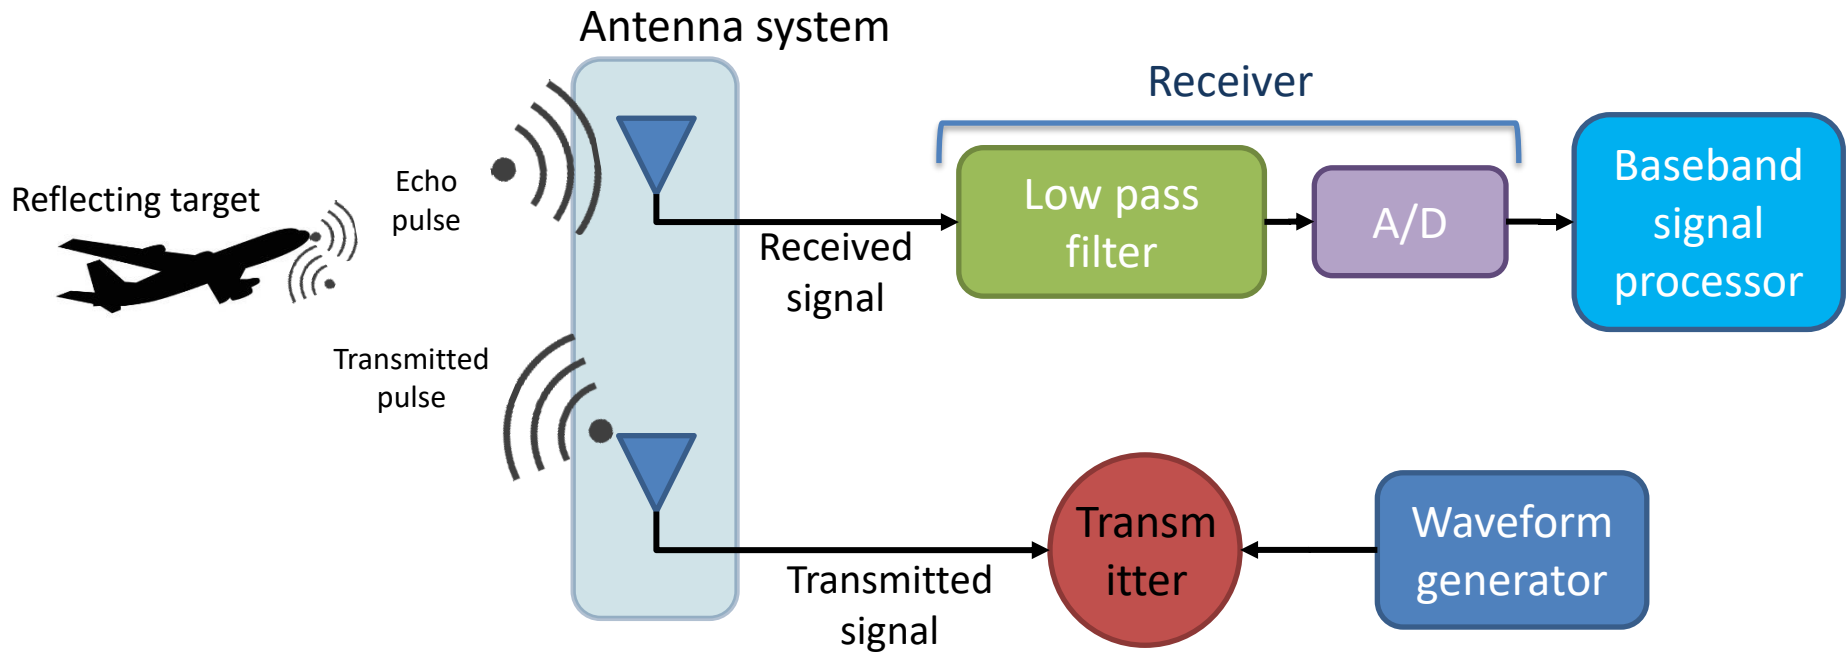 Antenna system
Receiver
Reflecting target
Echo
pulse
Received
signal
Low pass
filter
A/D
Baseband
signal
processor
Transmitted
pulse
Transmitted
signal
Transm
itter
Waveform
generator